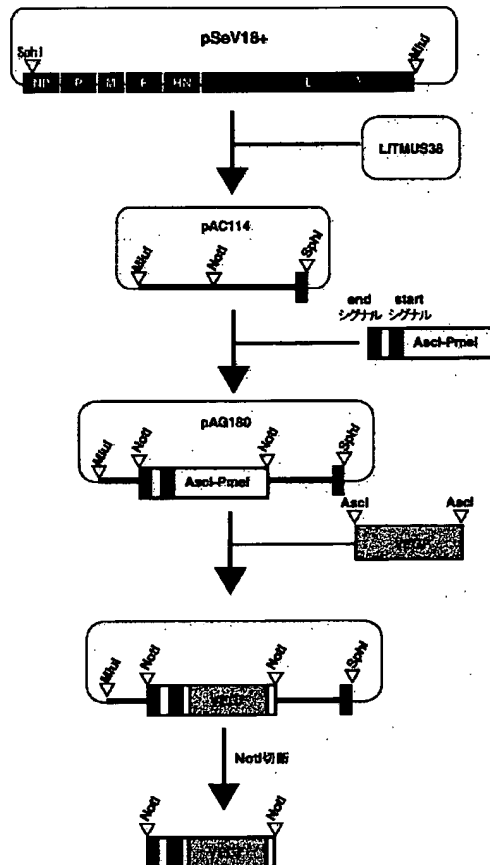 pSeV18+
SphI
MluI
NP P M F HN L
LITMUS38
pAC114
MluI
NotI
SphI
end
シグナル
start
シグナル
AscI-PmeI
pAG180
MluI
NotI
NotI
SphI
AscI-PmeI
AscI
AscI
MluI
NotI
NotI
SphI
NotI切断
NotI
NotI